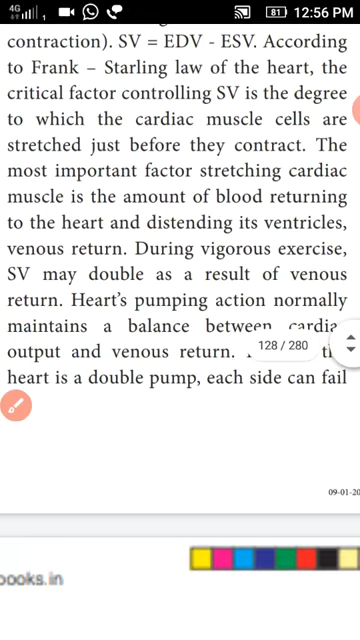 4G
81
12:56 PM
contraction). SV = EDV - ESV. According
to Frank – Starling law of the heart, the
critical factor controlling SV is the degree
to which the cardiac muscle cells are
stretched just before they contract. The
most important factor stretching cardiac
muscle is the amount of blood returning
to the heart and distending its ventricles,
venous return. During vigorous exercise,
SV may double as a result of venous
return. Heart's pumping action normally
maintains a balance between
output and venous return.
128 / 280
heart is a double pump, each side can fail
09-01-20
ooks.in